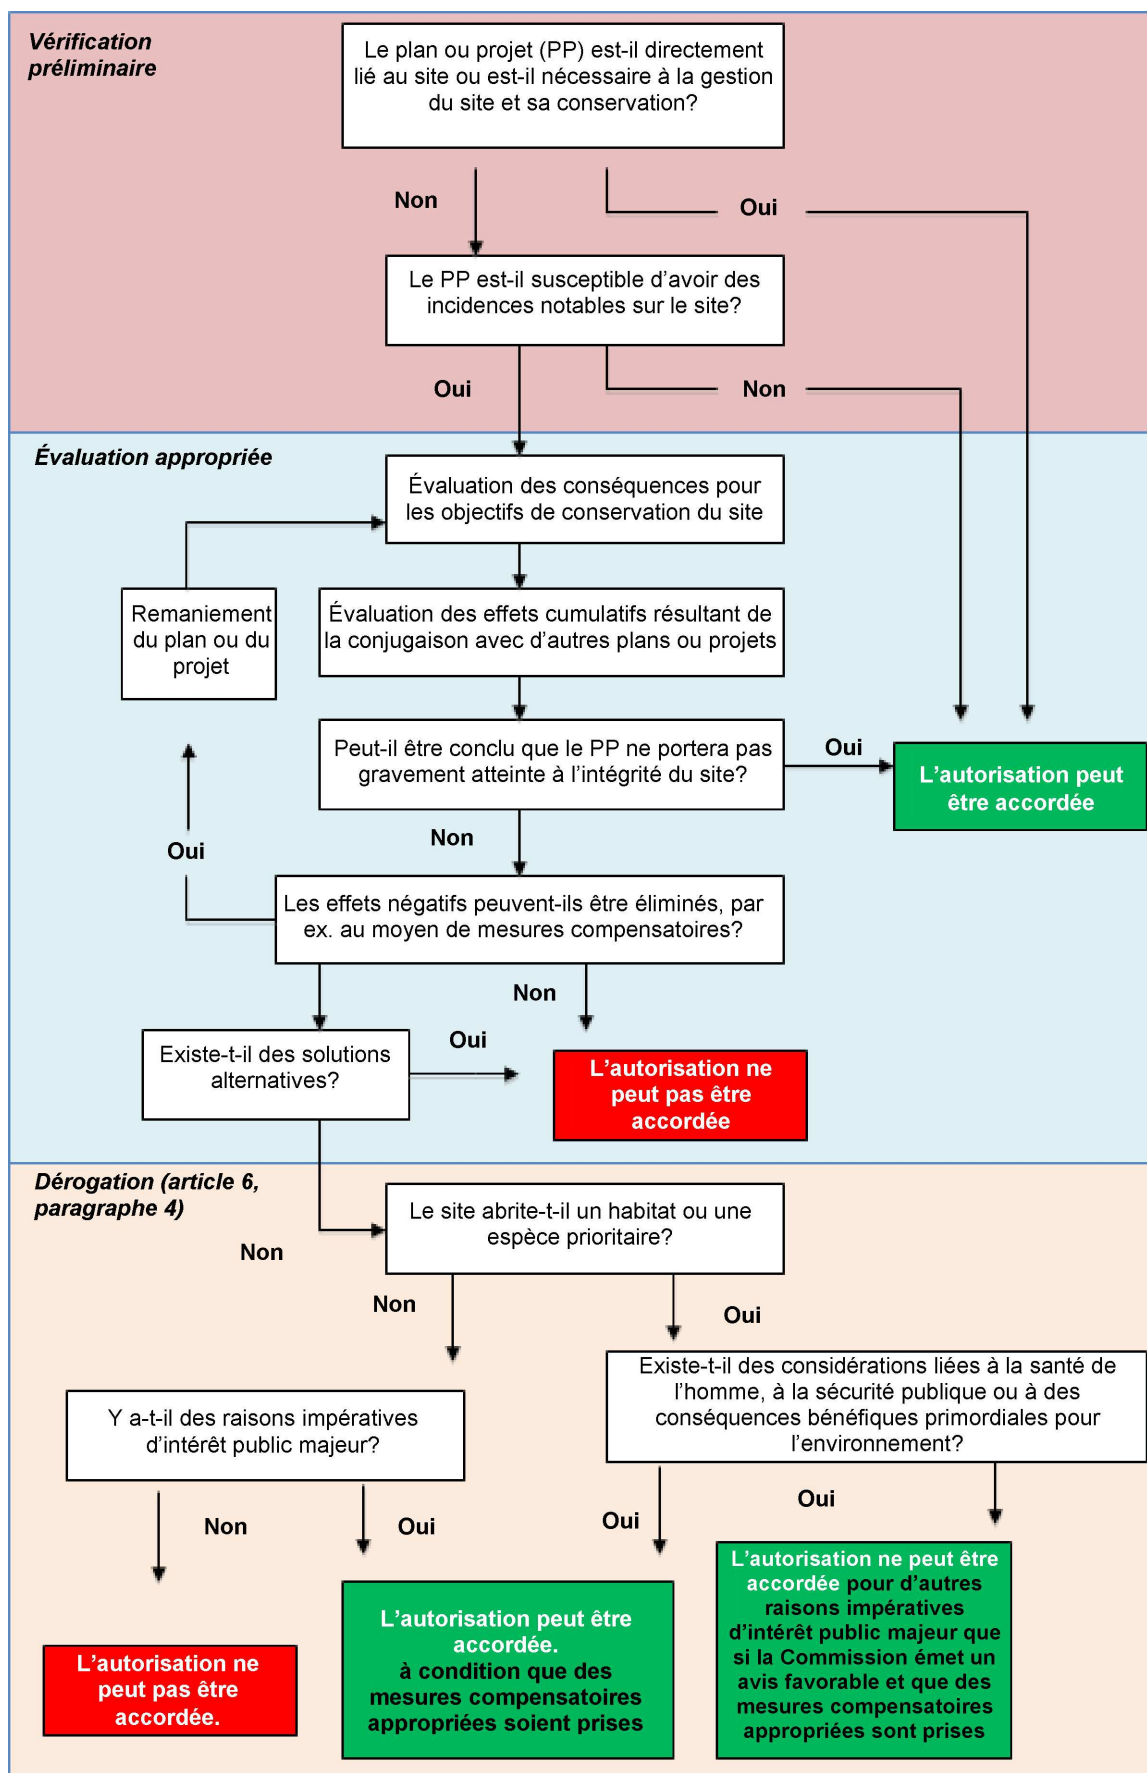 Vérification
préliminaire
Le plan ou projet (PP) est-il directement
lié au site ou est-il nécessaire à la gestion
du site et sa conservation?
Non
Oui
Le PP est-il susceptible d’avoir des
incidences notables sur le site?
Oui
Non
Évaluation appropriée
Évaluation des conséquences pour
les objectifs de conservation du site
Remaniement
du plan ou du
projet
Évaluation des effets cumulatifs résultant de
la conjugaison avec d’autres plans ou projets
Peut-il être conclu que le PP ne portera pas
gravement atteinte à l’intégrité du site?
Oui
L’autorisation peut
être accordée
Non
Oui
Les effets négatifs peuvent-ils être éliminés, par
ex. au moyen de mesures compensatoires?
Non
Existe-t-il des solutions
alternatives?
Oui
L’autorisation ne
peut pas être
accordée
Dérogation (article 6,
paragraphe 4)
Le site abrite-t-il un habitat ou une
espèce prioritaire?
Non
Non
Oui
Existe-t-il des considérations liées à la santé de
l’homme, à la sécurité publique ou à des
conséquences bénéfiques primordiales pour
l’environnement?
Y a-t-il des raisons impératives
d’intérêt public majeur?
Non
Oui
Oui
Oui
L’autorisation ne
peut pas être
accordée.
L’autorisation peut être
accordée.
à condition que des
mesures compensatoires
appropriées soient prises
L’autorisation ne peut être
accordée pour d’autres
raisons impératives
d’intérêt public majeur que
si la Commission émet un
avis favorable et que des
mesures compensatoires
appropriées sont prises